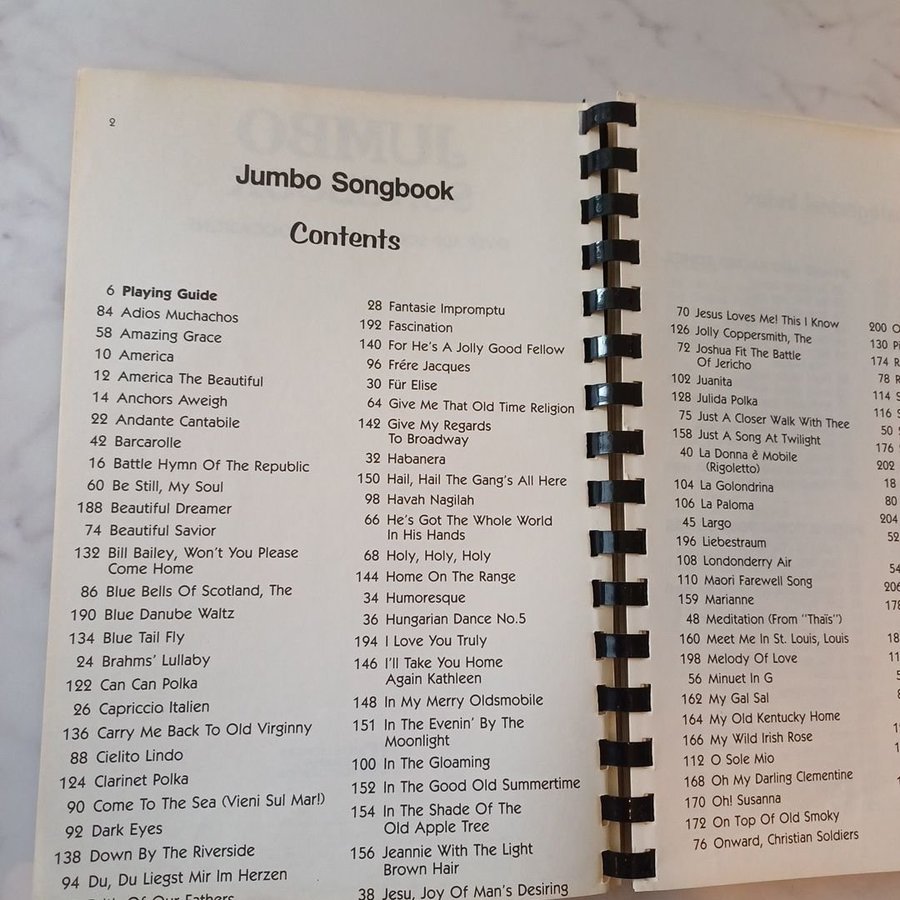 2
Jumbo Songbook
Contents
6 Playing Guide
84 Adios Muchachos
58 Amazing Grace
10 America
12 America The Beautiful
14 Anchors Aweigh
22 Andante Cantabile
42 Barcarolle
16 Battle Hymn Of The Republic
60 Be Still, My Soul
188 Beautiful Dreamer
74 Beautiful Savior
132 Bill Bailey, Won't You Please
Come Home
86 Blue Bells Of Scotland, The
190 Blue Danube Waltz
134 Blue Tail Fly
24 Brahms' Lullaby
122 Can Can Polka
26 Capriccio Italien
136 Carry Me Back To Old Virginny
88 Cielito Lindo
124 Clarinet Polka
90 Come To The Sea (Vieni Sul Mar!)
92 Dark Eyes
138 Down By The Riverside
94 Du, Du Liegst Mir Im Herzen
Of Our Fathers
28 Fantasie Impromptu
192 Fascination
140 For He's A Jolly Good Fellow
96 Frére Jacques
30 Für Elise
64 Give Me That Old Time Religion
142 Give My Regards
To Broadway
32 Habanera
150 Hail, Hail The Gang's All Here
98 Havah Nagilah
66 He's Got The Whole World
In His Hands
68 Holy, Holy, Holy
144 Home On The Range
34 Humoresque
36 Hungarian Dance No.5
194 I Love You Truly
146 I'll Take You Home
Again Kathleen
148 In My Merry Oldsmobile
151 In The Evenin' By The
Moonlight
100 In The Gloaming
152 In The Good Old Summertime
154 In The Shade Of The
Old Apple Tree
156 Jeannie With The Light
Brown Hair
38 Jesu, Joy Of Man's Desiring
70 Jesus Loves Me! This I Know
126 Jolly Coppersmith, The
72 Joshua Fit The Battle
Of Jericho
102 Juanita
128 Julida Polka
75 Just A Closer Walk With Thee
158 Just A Song At Twilight
40 La Donna è Mobile
(Rigoletto)
104 La Golondrina
106 La Paloma
45 Largo
196 Liebestraum
108 Londonderry Air
110 Maori Farewell Song
159 Marianne
48 Meditation (From "Thaïs")
160 Meet Me In St. Louis, Louis
198 Melody Of Love
56 Minuet In G
162 My Gal Sal
164 My Old Kentucky Home
166 My Wild Irish Rose
112 O Sole Mio
168 Oh My Darling Clementine
170 Oh! Susanna
172 On Top Of Old Smoky
76 Onward, Christian Soldiers
200
130
174
78
114
116
50
176
202
18
80
204
52
54
206